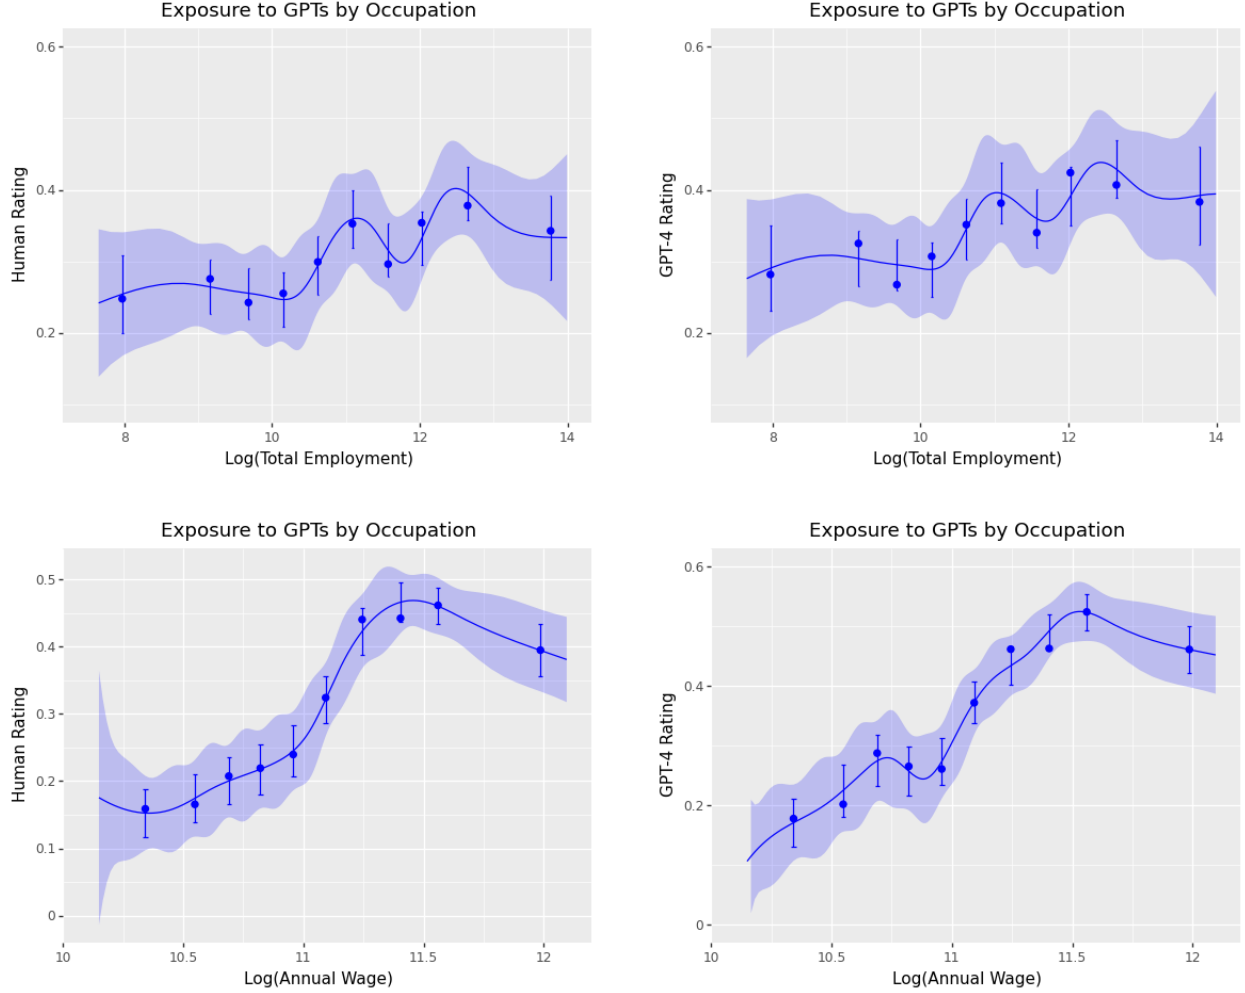 Exposure to GPTs by Occupation
0.6
0.4
0.2
Human Rating
8
10
12
14
Log(Total Employment)
Exposure to GPTs by Occupation
0.6
0.4
0.2
GPT-4 Rating
8
10
12
14
Log(Total Employment)
Exposure to GPTs by Occupation
0.5
0.4
0.3
0.2
0.1
0
Human Rating
10
10.5
11
11.5
12
Log(Annual Wage)
Exposure to GPTs by Occupation
0.6
0.4
0.2
0
GPT-4 Rating
10
10.5
11
11.5
12
Log(Annual Wage)